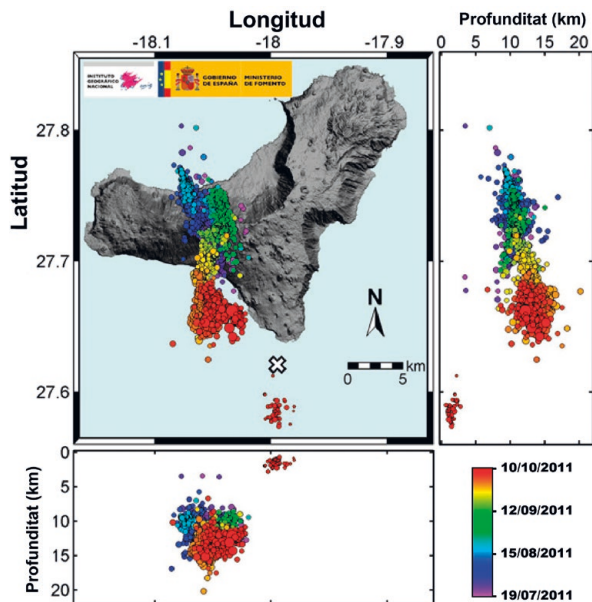 Longitud
-18.1 -18 -17.9
Profunditat (km)
0 5 10 15 20
INSTITUTO
GEOGRÁFICO
NACIONAL
GOBIERNO
DE ESPAÑA
MINISTERIO
DE FOMENTO
Latitud
27.8
27.7
27.6
N
0 5
km
Profunditat (km)
0
5
10
15
20
10/10/2011
12/09/2011
15/08/2011
19/07/2011